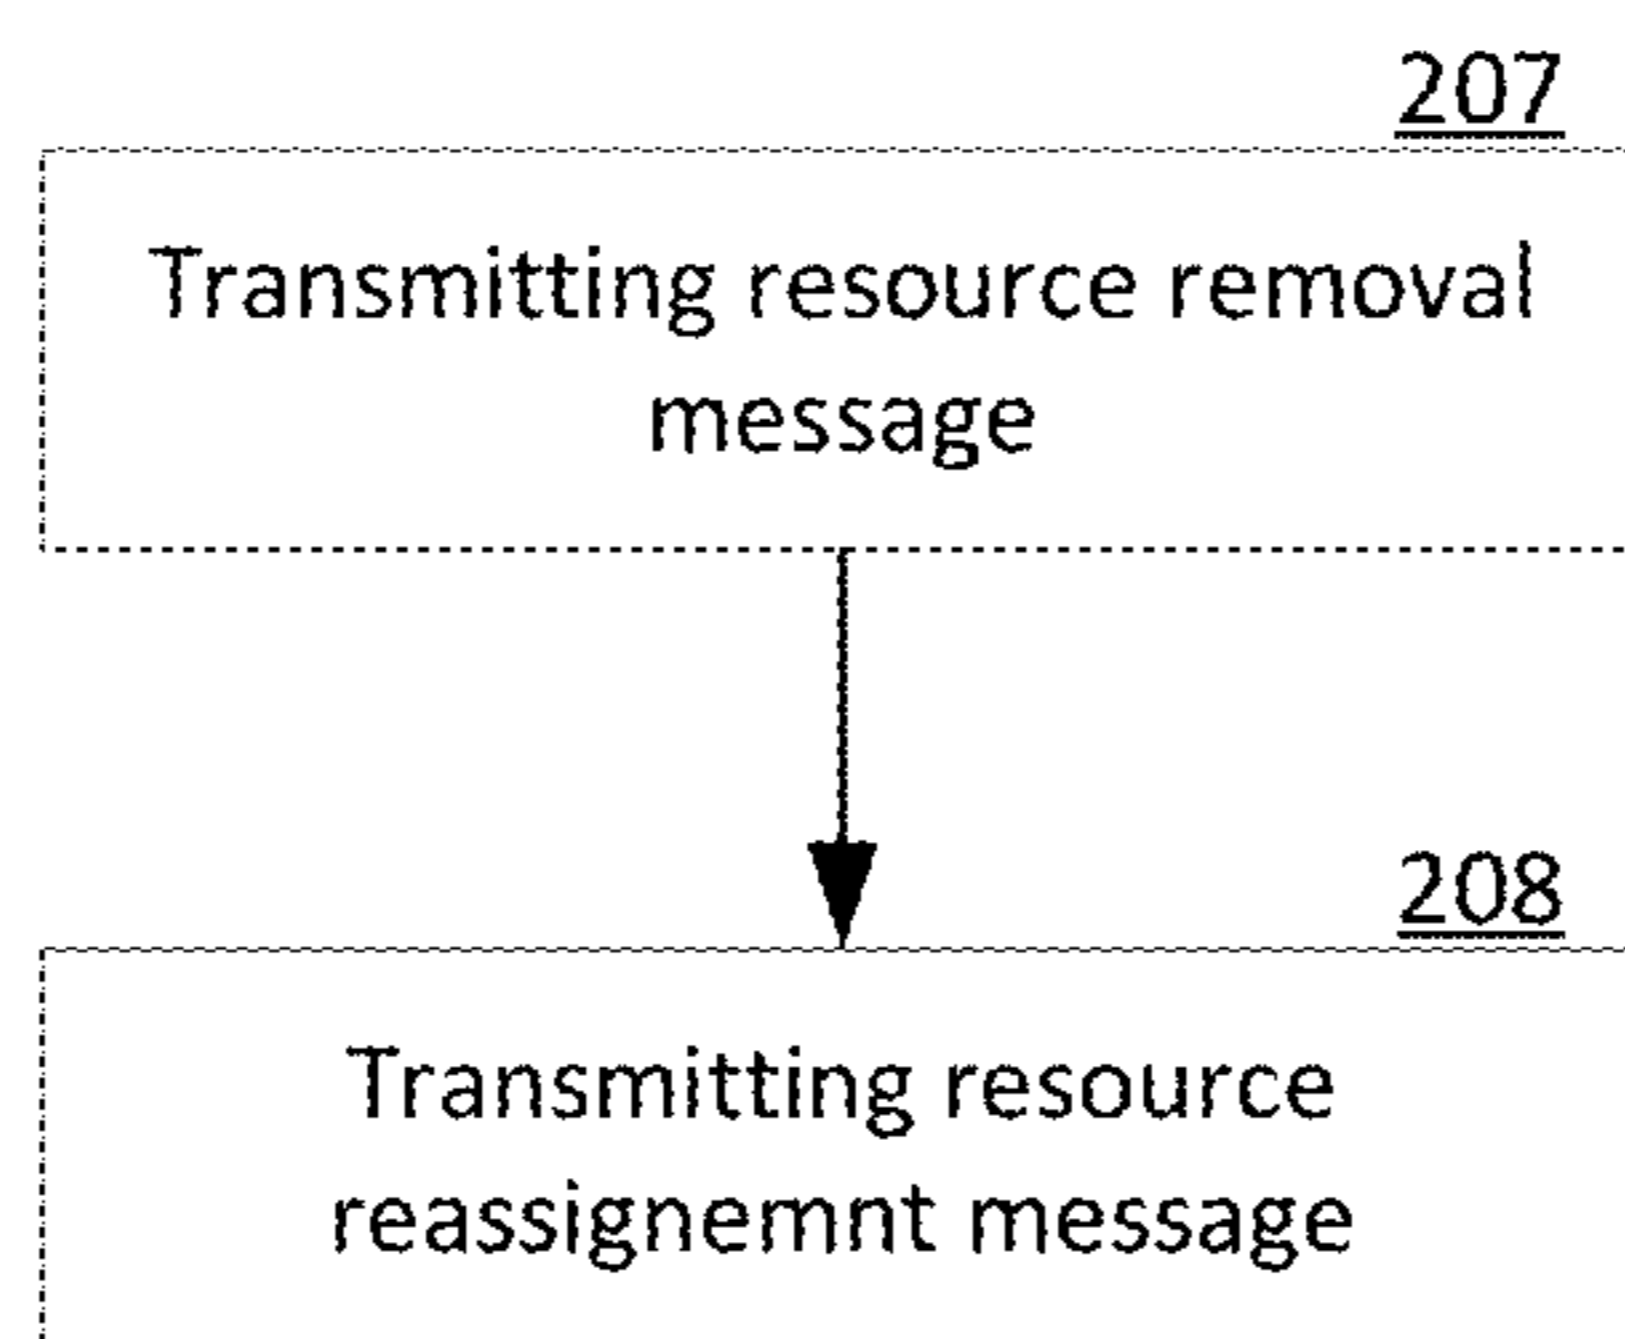 207
Transmitting resource removal
message
208
Transmitting resource
reassignemnt message